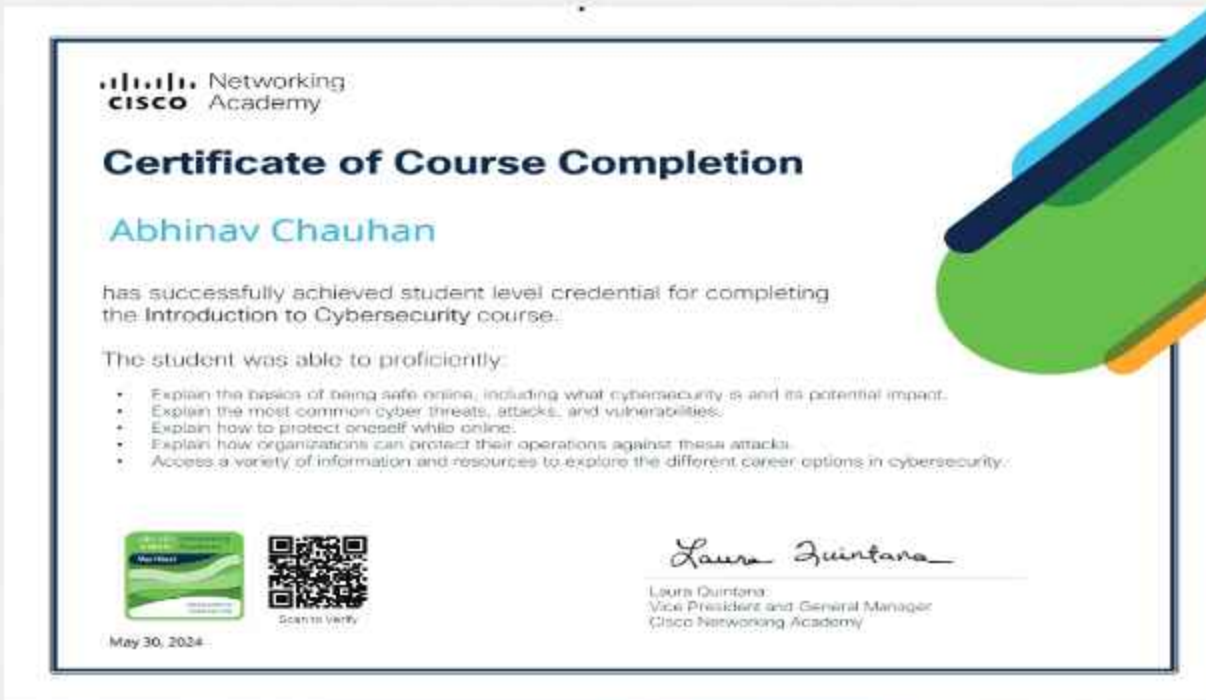 Networking
CISCO Academy
Certificate of Course Completion
Abhinav Chauhan
has successfully achieved student level credential for completing
the Introduction to Cybersecurity course.
The student was able to proficiently:
• Explain the basics of being safe online, including what cybersecurity is and its potential impact.
• Explain the most common cyber threats, attacks, and vulnerabilities.
• Explain how to protect oneself while online.
• Explain how organizations can protect their operations against these attacks.
• Access a variety of information and resources to explore the different career options in cybersecurity.
Scan to Verify
May 30, 2024
Laura Quintana
Laura Quintana
Vice President and General Manager
Cisco Networking Academy